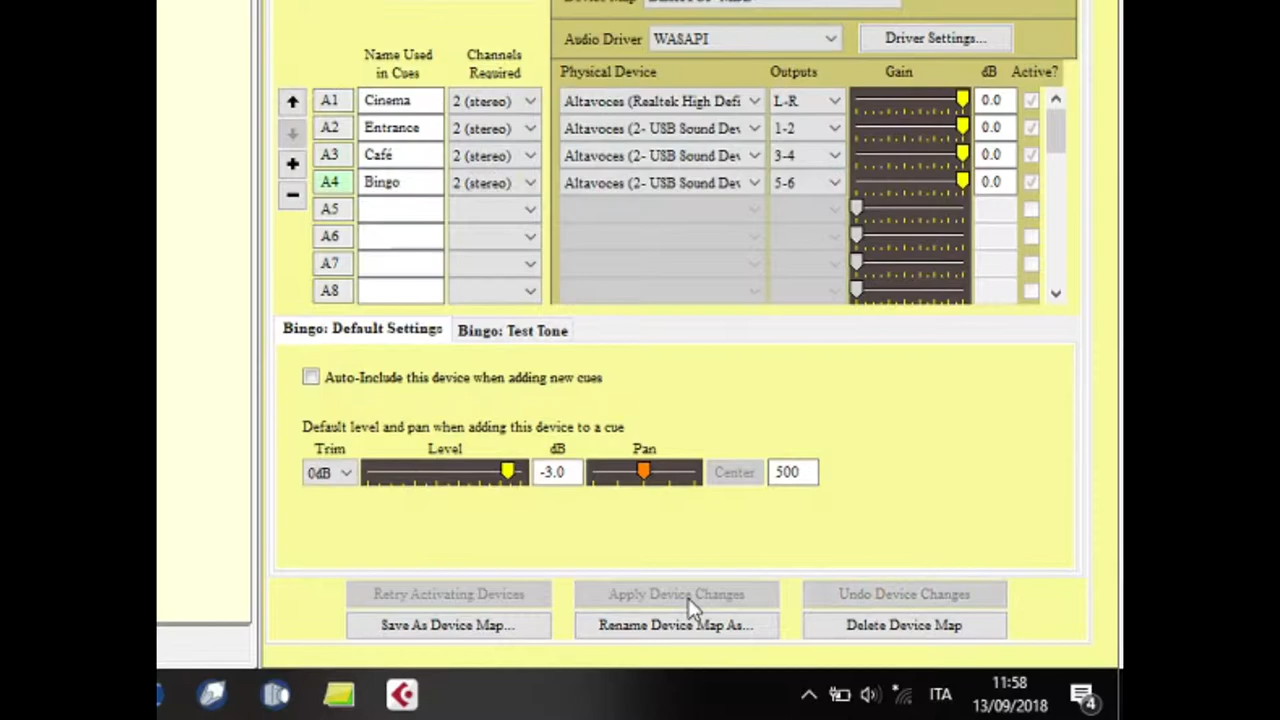 Audio Driver WASAPI Driver Settings...
Name Used in Cues Channels Required Physical Device Outputs Gain dB Active?
A1 Cinema 2 (stereo) Altavoces (Realtek High Defi L-R 0.0
A2 Entrance 2 (stereo) Altavoces (2- USB Sound Dev 1-2 0.0
A3 Café 2 (stereo) Altavoces (2- USB Sound Dev 3-4 0.0
A4 Bingo 2 (stereo) Altavoces (2- USB Sound Dev 5-6 0.0
A5
A6
A7
A8
Bingo: Default Settings Bingo: Test Tone
Auto-Include this device when adding new cues
Default level and pan when adding this device to a cue
Trim Level dB Pan
0dB -3.0 Center 500
Retry Activating Devices Apply Device Changes Undo Device Changes
Save As Device Map... Rename Device Map As... Delete Device Map
ITA 11:58
13/09/2018 4